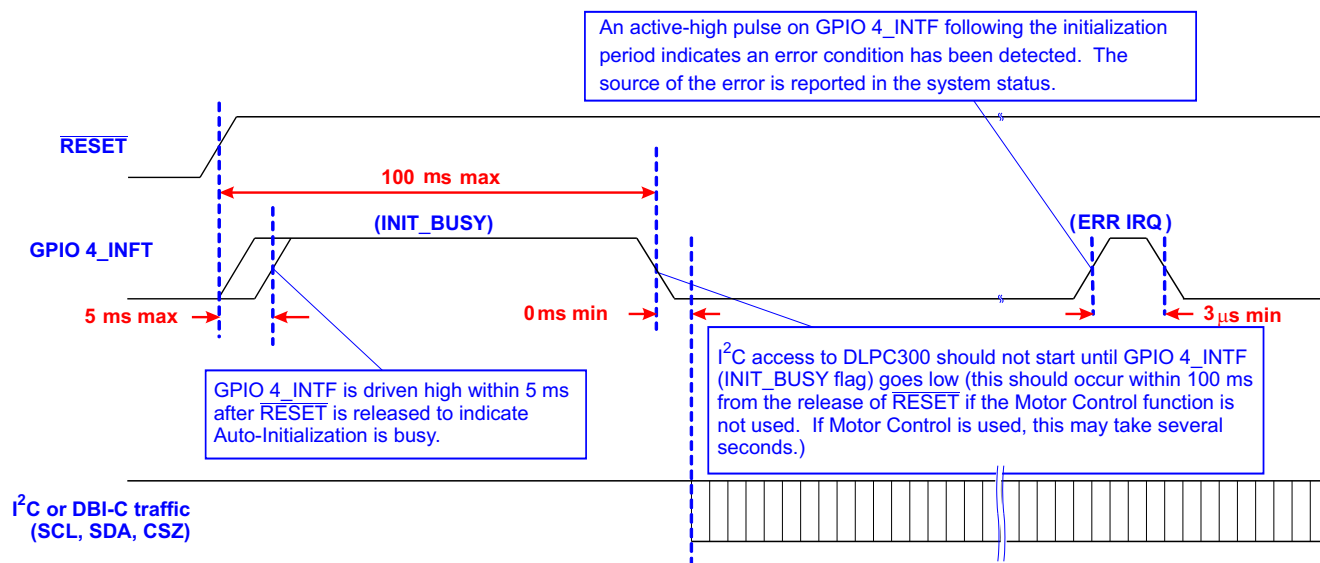 An active-high pulse on GPIO 4_INTF following the initialization
period indicates an error condition has been detected. The
source of the error is reported in the system status.
RESET
100 ms max
(INIT_BUSY)
(ERR IRQ)
GPIO 4_INFT
5 ms max
0 ms min
3 μs min
GPIO 4_INTF is driven high within 5 ms
after RESET is released to indicate
Auto-Initialization is busy.
I²C access to DLPC300 should not start until GPIO 4_INTF
(INIT_BUSY flag) goes low (this should occur within 100 ms
from the release of RESET if the Motor Control function is
not used. If Motor Control is used, this may take several
seconds.)
I²C or DBI-C traffic
(SCL, SDA, CSZ)